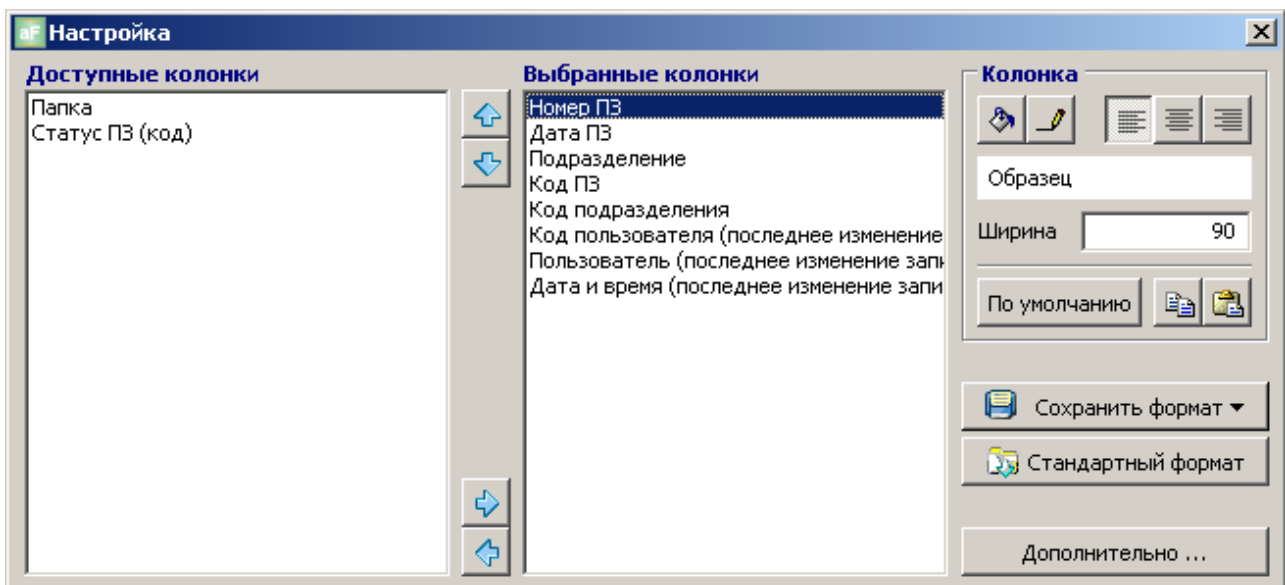 aF Настройка
Доступные колонки
Папка
Статус ПЗ (код)
Выбранные колонки
Номер ПЗ
Дата ПЗ
Подразделение
Код ПЗ
Код подразделения
Код пользователя (последнее изменение
Пользователь (последнее изменение запи
Дата и время (последнее изменение запи
Колонка
Образец
Ширина 90
По умолчанию
Сохранить формат
Стандартный формат
Дополнительно ...